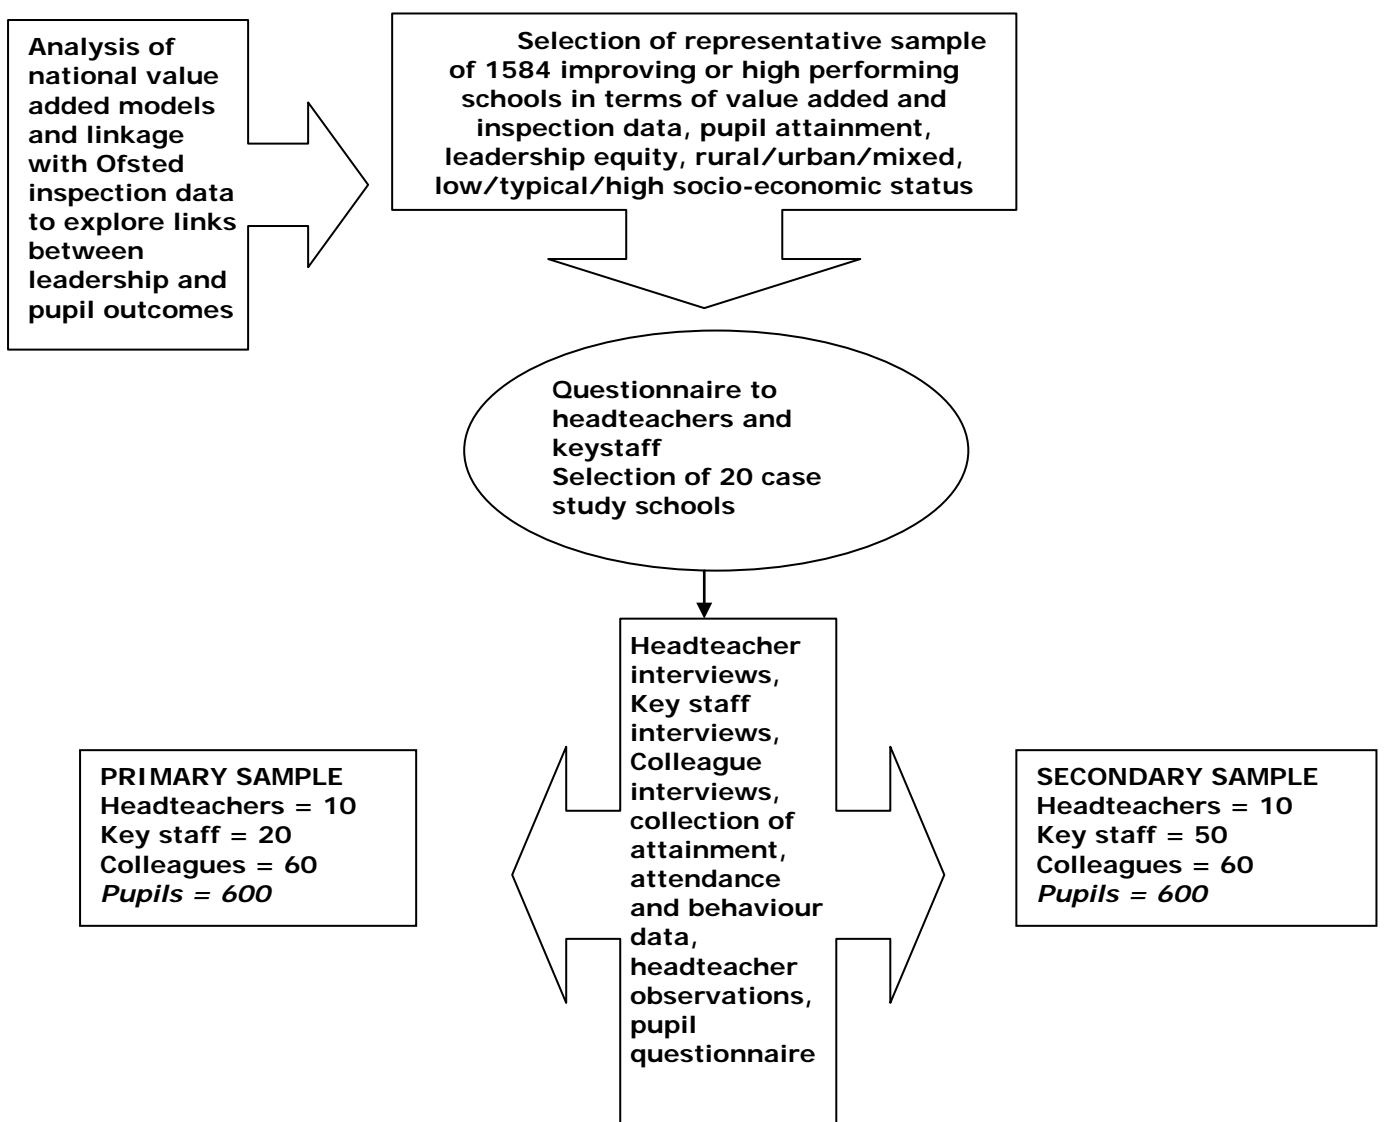 Analysis of
national value
added models
and linkage
with Ofsted
inspection data
to explore links
between
leadership and
pupil outcomes
Selection of representative sample
of 1584 improving or high performing
schools in terms of value added and
inspection data, pupil attainment,
leadership equity, rural/urban/mixed,
low/typical/high socio-economic status
Questionnaire to
headteachers and
keystaff
Selection of 20 case
study schools
Headteacher
interviews,
Key staff
interviews,
Colleague
interviews,
collection of
attainment,
attendance
and behaviour
data,
headteacher
observations,
pupil
questionnaire
PRIMARY SAMPLE
Headteachers = 10
Key staff = 20
Colleagues = 60
Pupils = 600
SECONDARY SAMPLE
Headteachers = 10
Key staff = 50
Colleagues = 60
Pupils = 600